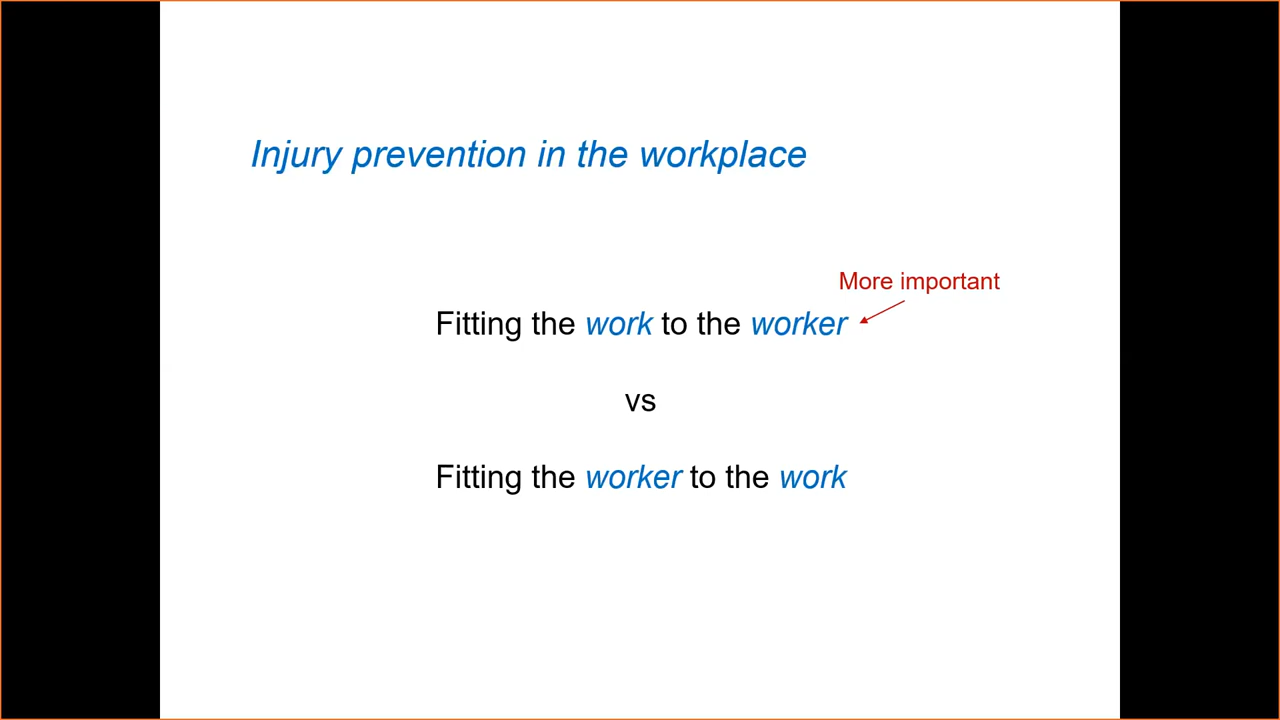 Injury prevention in the workplace
More important
Fitting the work to the worker
vs
Fitting the worker to the work